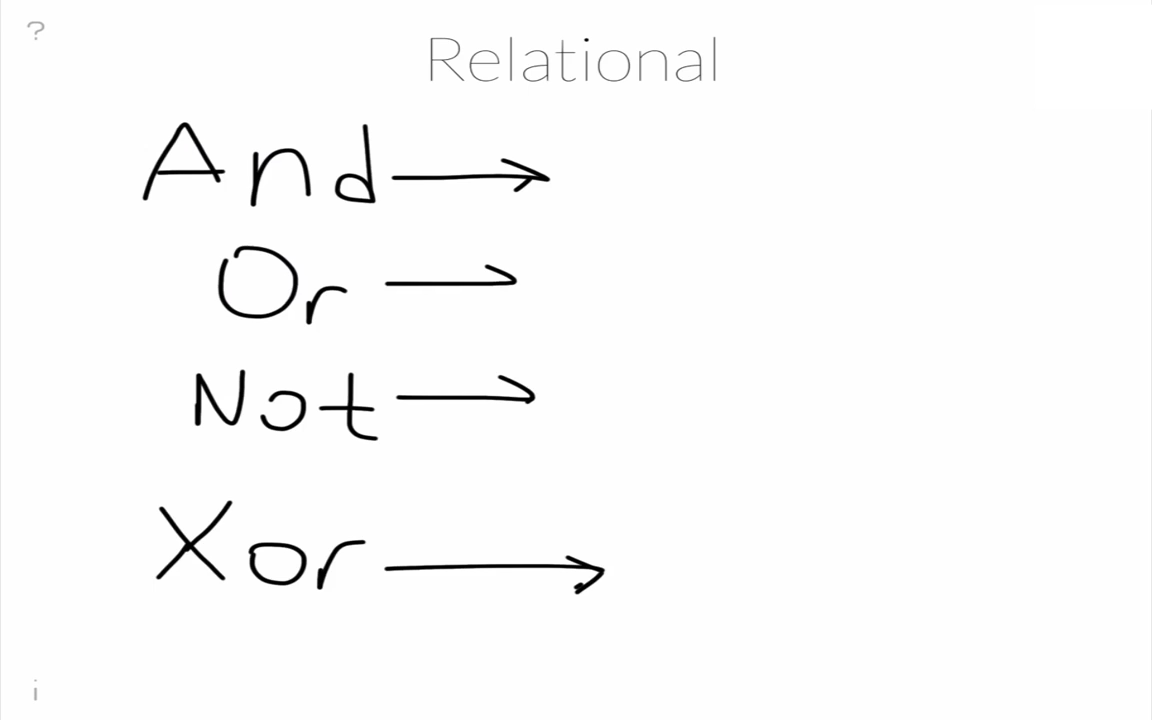 ?
Relational
And →
Or →
Not →
Xor →
i